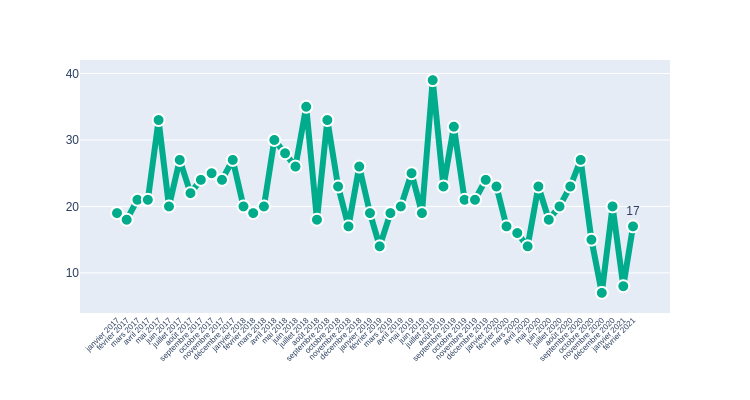 40
30
20
10
17
janvier 2017
février 2017
mars 2017
avril 2017
mai 2017
juin 2017
juillet 2017
août 2017
septembre 2017
octobre 2017
novembre 2017
décembre 2017
janvier 2018
février 2018
mars 2018
avril 2018
mai 2018
juin 2018
juillet 2018
août 2018
septembre 2018
octobre 2018
novembre 2018
décembre 2018
janvier 2019
février 2019
mars 2019
avril 2019
mai 2019
juin 2019
juillet 2019
août 2019
septembre 2019
octobre 2019
novembre 2019
décembre 2019
janvier 2020
février 2020
mars 2020
avril 2020
mai 2020
juin 2020
juillet 2020
août 2020
septembre 2020
octobre 2020
novembre 2020
décembre 2020
janvier 2021
février 2021